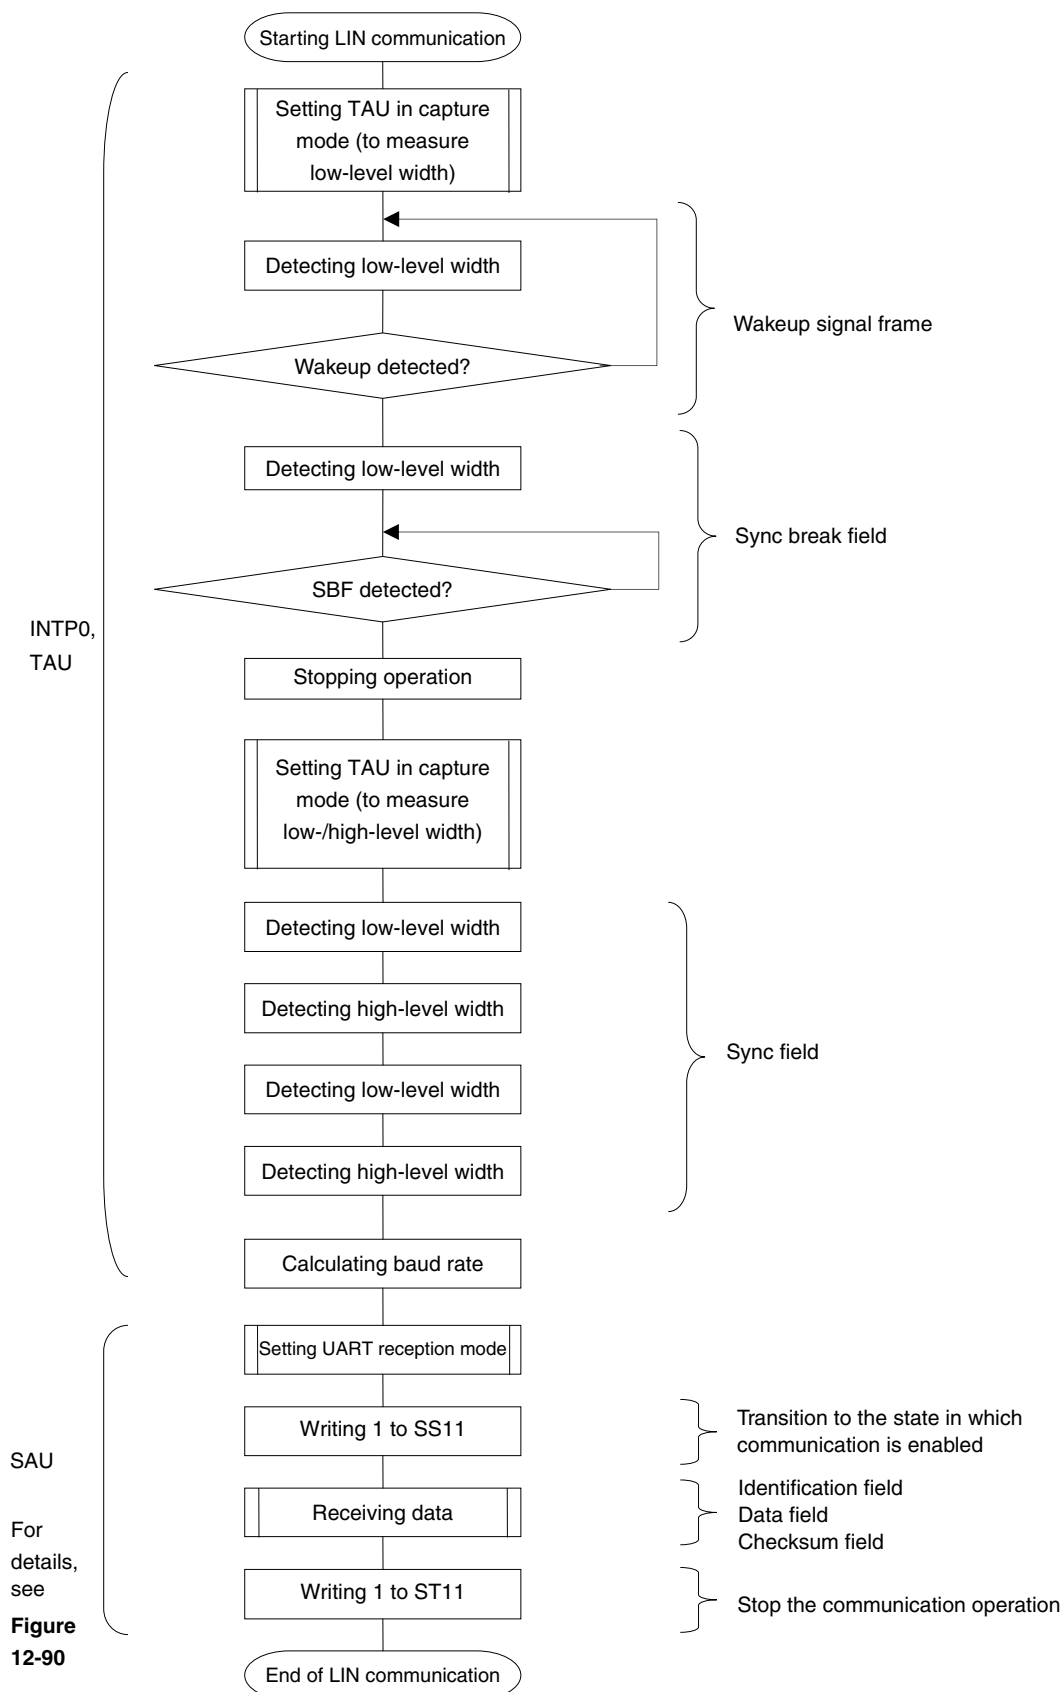 Starting LIN communication
Setting TAU in capture
mode (to measure
low-level width)
Detecting low-level width
Wakeup detected?
Wakeup signal frame
Detecting low-level width
SBF detected?
Sync break field
INTP0,
TAU
Stopping operation
Setting TAU in capture
mode (to measure
low-/high-level width)
Detecting low-level width
Detecting high-level width
Detecting low-level width
Detecting high-level width
Sync field
Calculating baud rate
Setting UART reception mode
Writing 1 to SS11
Transition to the state in which
communication is enabled
Receiving data
Identification field
Data field
Checksum field
Writing 1 to ST11
Stop the communication operation
SAU
For
details,
see
Figure
12-90
End of LIN communication